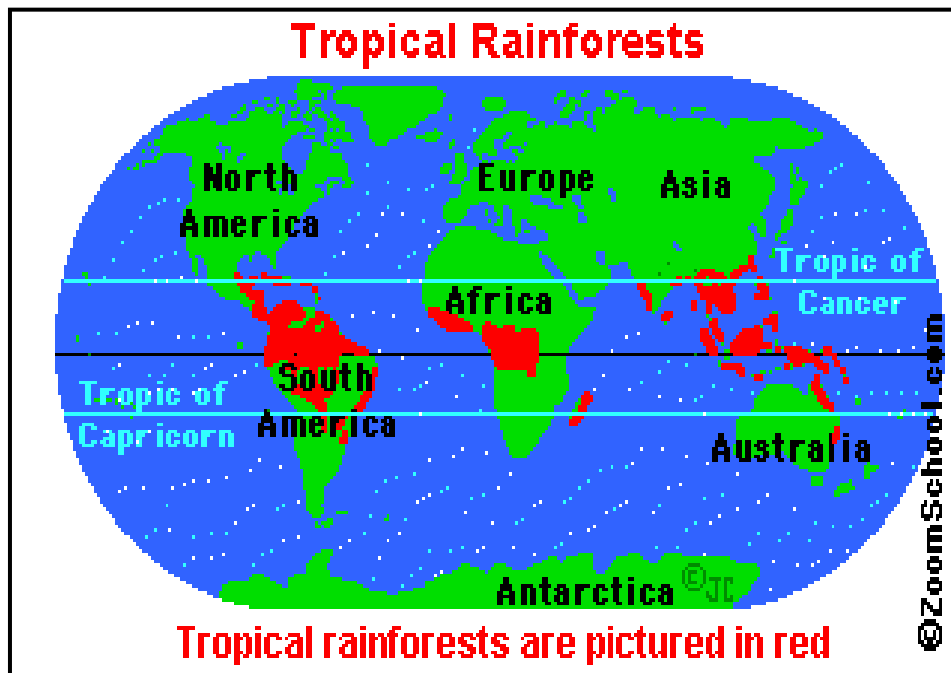 Tropical Rainforests
North
America
Europe
Asia
Tropic of
Cancer
Africa
South
America
Tropic of
Capricorn
Australia
Antarctica
©JC
Tropical rainforests are pictured in red
©ZoomSchool.com